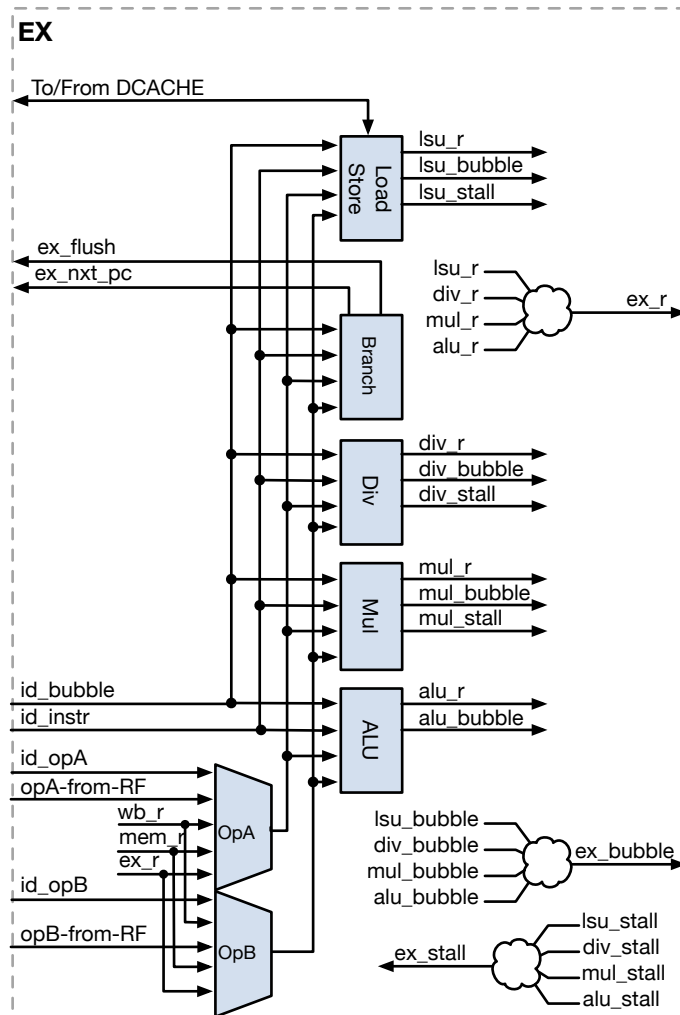 EX
To/From DCACHE
Load
Store
lsu_r
lsu_bubble
lsu_stall
ex_flush
ex_nxt_pc
Branch
lsu_r
div_r
mul_r
alu_r
ex_r
Div
div_r
div_bubble
div_stall
Mul
mul_r
mul_bubble
mul_stall
id_bubble
id_instr
ALU
alu_r
alu_bubble
id_opA
opA-from-RF
wb_r
mem_r
ex_r
OpA
id_opB
opB-from-RF
OpB
lsu_bubble
div_bubble
mul_bubble
alu_bubble
ex_bubble
ex_stall
lsu_stall
div_stall
mul_stall
alu_stall